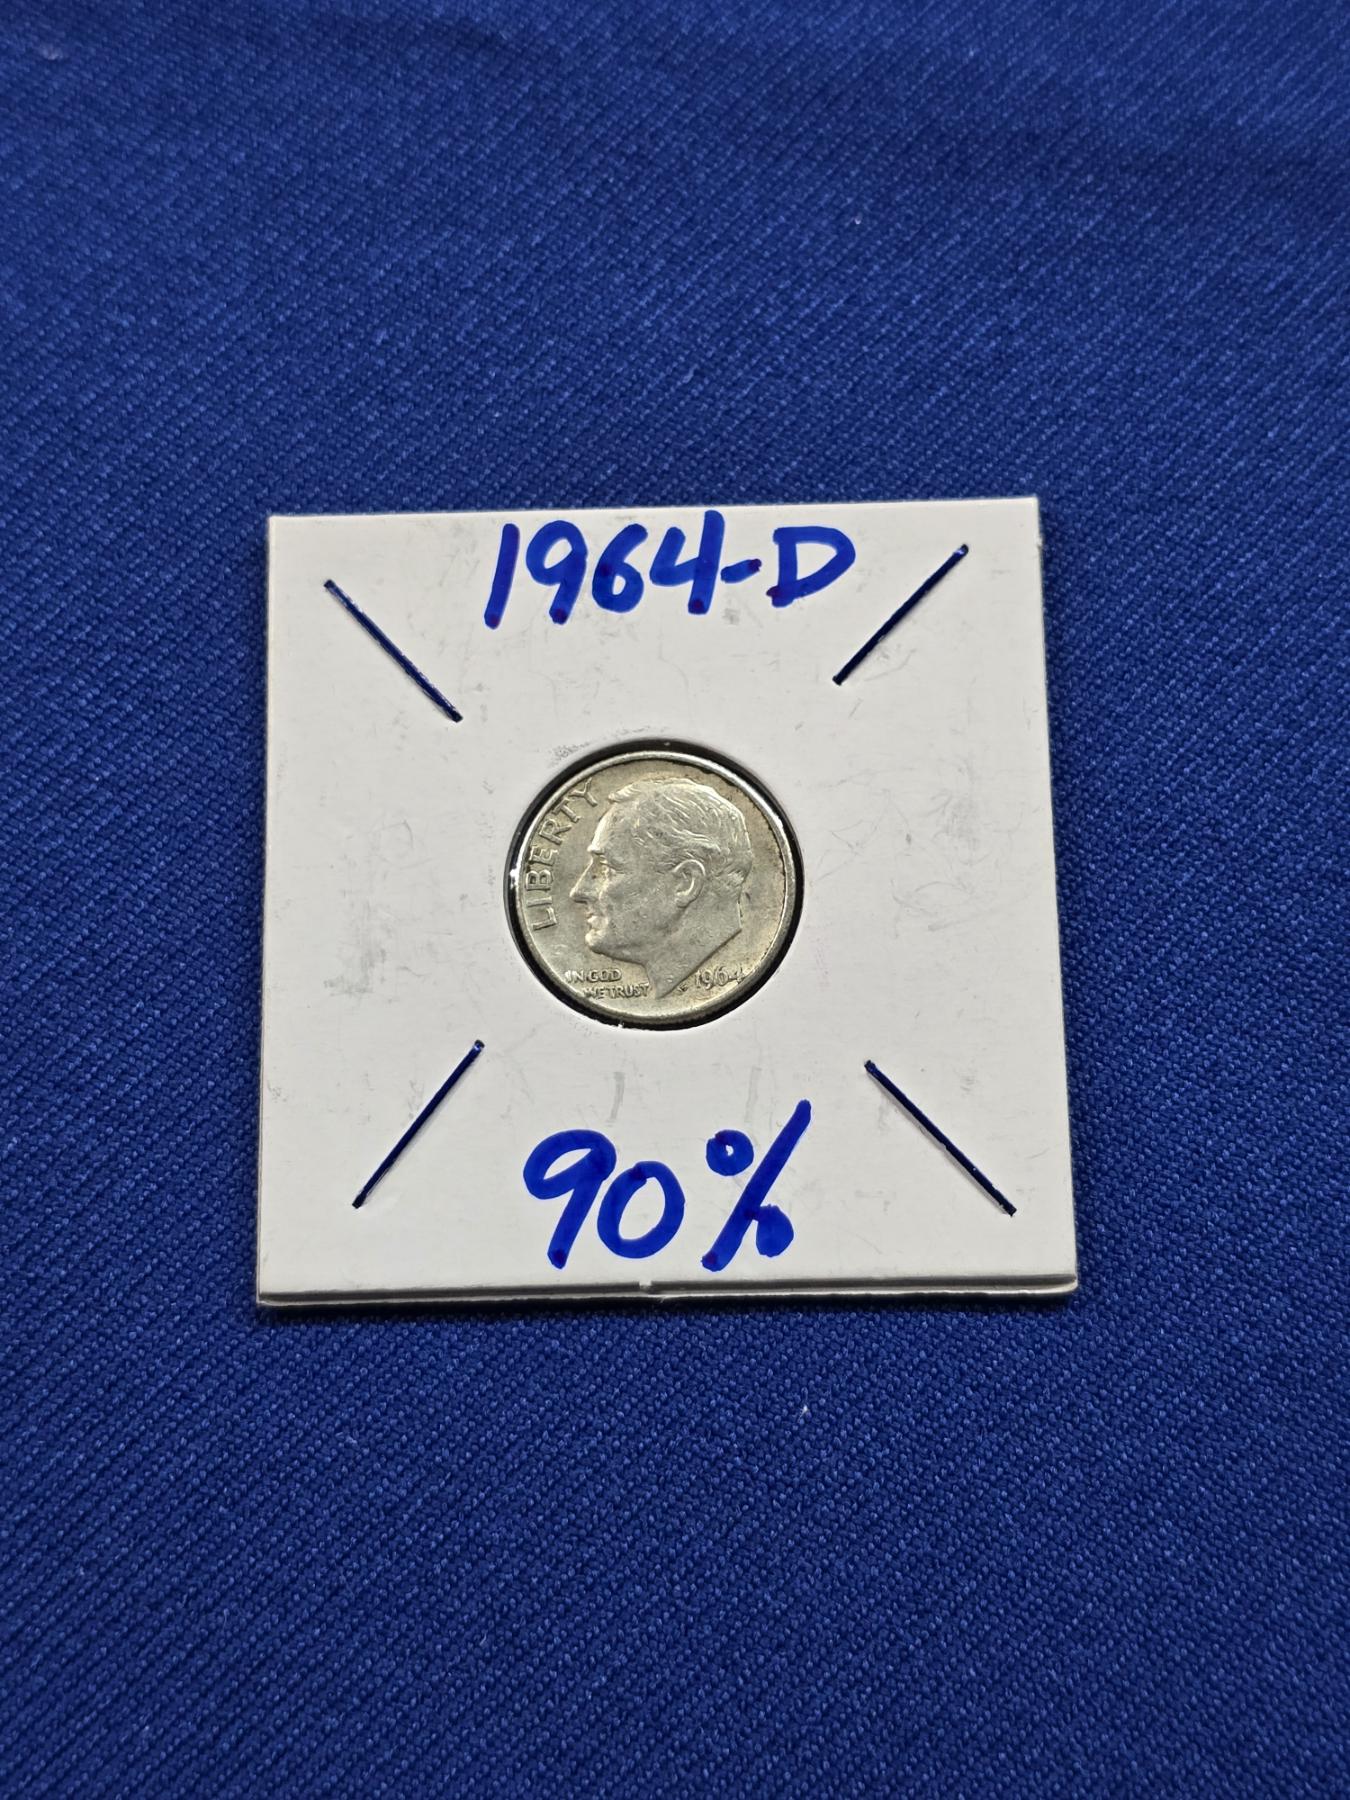 1964-D
LIBERTY
IN GOD
WE TRUST
1964
90%